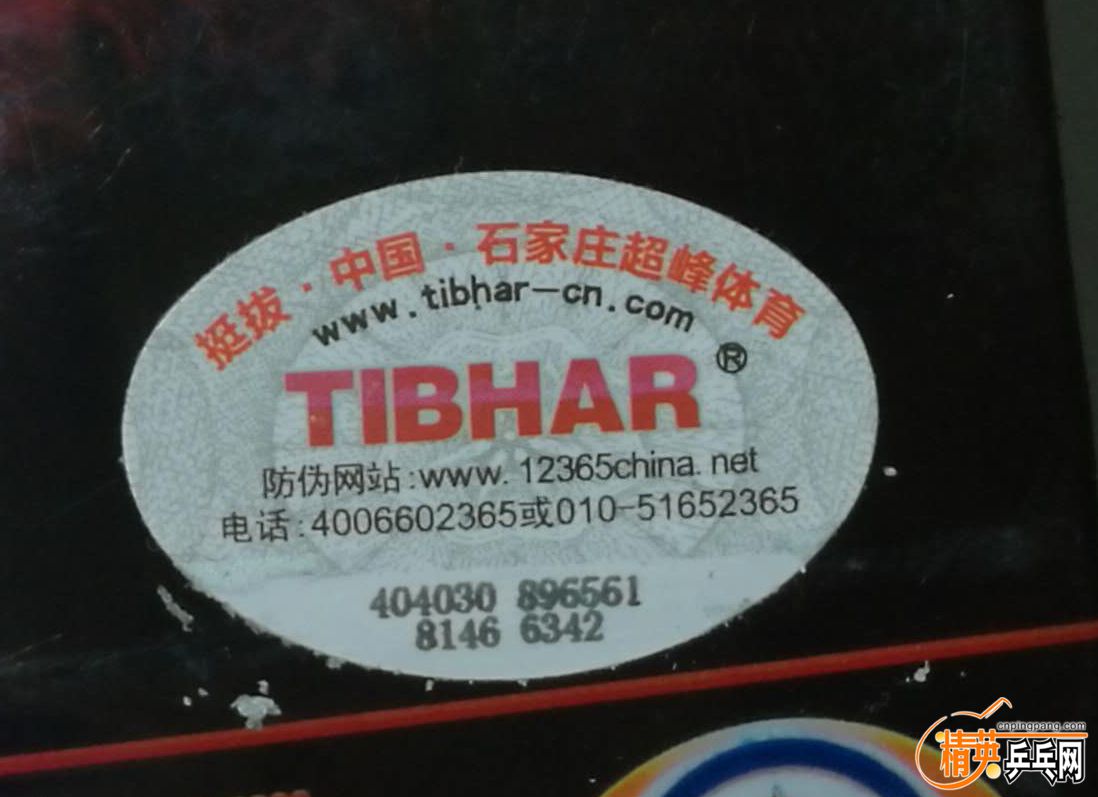 挺拔·中国·石家庄超峰体育
www.tibhar-cn.com
TIBHAR®
防伪网站:www.12365china.net
电话:4006602365或010-51652365
404030 896561
8146 6342
cnpingpang.com
精英乒乓网